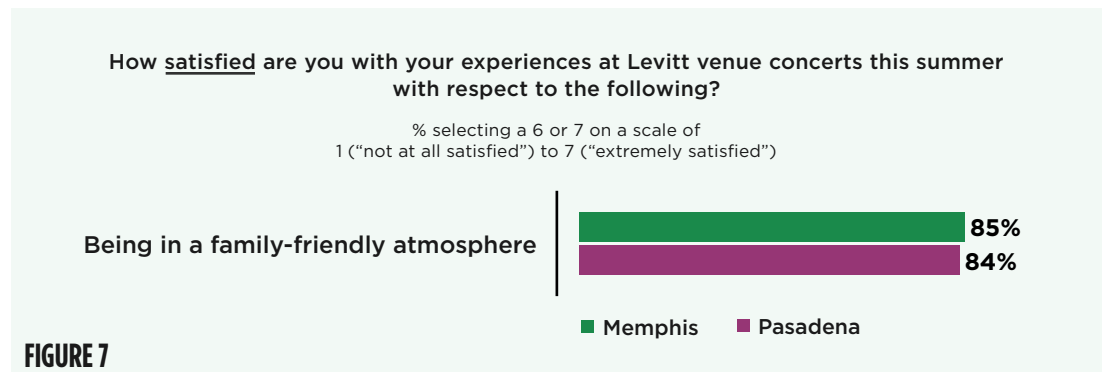 How satisfied are you with your experiences at Levitt venue concerts this summer
with respect to the following?
% selecting a 6 or 7 on a scale of
1 (“not at all satisfied”) to 7 (“extremely satisfied”)
Being in a family-friendly atmosphere
85%
84%
Memphis
Pasadena
FIGURE 7